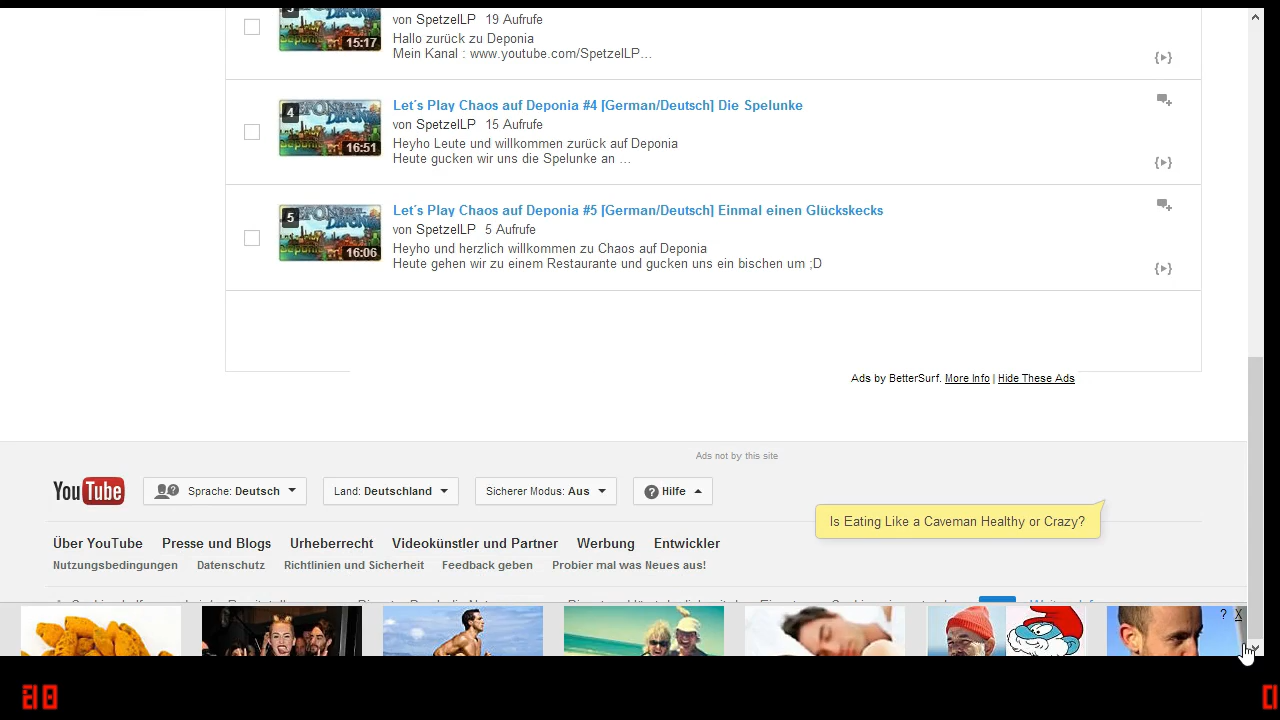 von SpetzelLP 19 Aufrufe
Hallo zurück zu Deponia
15:17
Mein Kanal : www.youtube.com/SpetzelLP...
4
Let´s Play Chaos auf Deponia #4 [German/Deutsch] Die Spelunke
von SpetzelLP 15 Aufrufe
Heyho Leute und willkommen zurück auf Deponia
16:51
Heute gucken wir uns die Spelunke an ...
5
Let´s Play Chaos auf Deponia #5 [German/Deutsch] Einmal einen Glückskecks
von SpetzelLP 5 Aufrufe
Heyho und herzlich willkommen zu Chaos auf Deponia
16:06
Heute gehen wir zu einem Restaurante und gucken uns ein bischen um ;D
Ads by BetterSurf. More Info | Hide These Ads
Ads not by this site
YouTube Sprache: Deutsch Land: Deutschland Sicherer Modus: Aus Hilfe
Is Eating Like a Caveman Healthy or Crazy?
Über YouTube Presse und Blogs Urheberrecht Videokünstler und Partner Werbung Entwickler
Nutzungsbedingungen Datenschutz Richtlinien und Sicherheit Feedback geben Probier mal was Neues aus!
? X